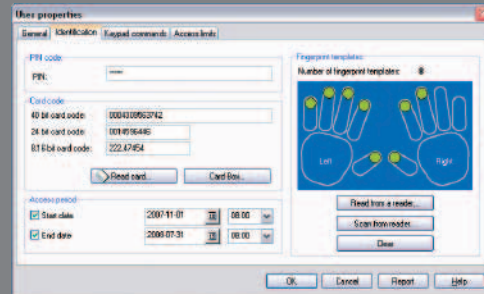 User properties
General Identification Keypad commands Access limits
PIN code
PIN:
Card code
40 bit card code: 0004309963742
24 bit card code: 0014596446
8.16 bit card code: 222,47454
Read card... Card Box...
Access period
Start date 2007-11-01 08:00
End date 2008-07-31 08:00
Fingerprint templates
Number of fingerprint templates: 8
Left Right
Read from a reader...
Scan from reader...
Clear
OK Cancel Report Help